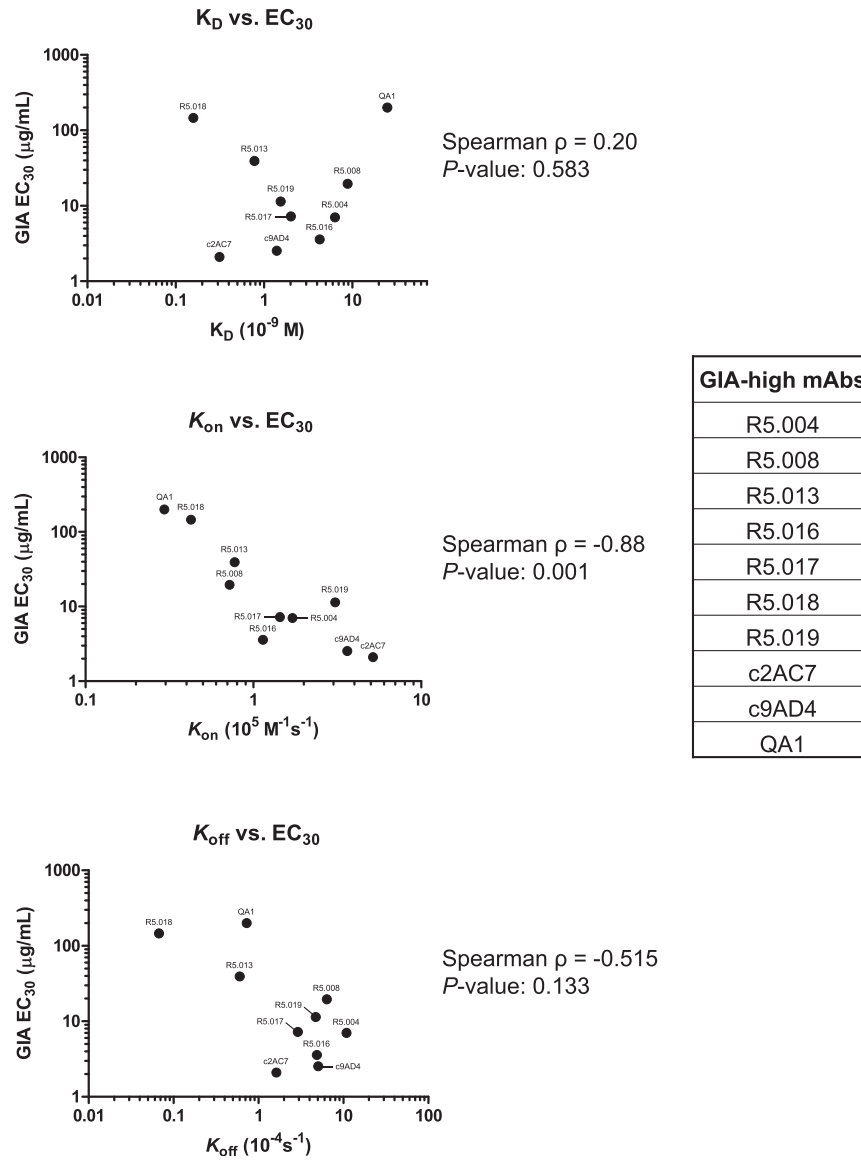 K_D vs. EC_30
GIA EC_30 (μg/mL)
1000
100
10
1
0.01 0.1 1 10
K_D (10^-9 M)
R5.018
QA1
R5.013
R5.008
R5.019
R5.017
R5.004
R5.016
c2AC7
c9AD4
Spearman ρ = 0.20
P-value: 0.583
K_on vs. EC_30
GIA EC_30 (μg/mL)
1000
100
10
1
0.1 1 10
K_on (10^5 M^-1s^-1)
QA1
R5.018
R5.013
R5.008
R5.019
R5.017
R5.004
R5.016
c9AD4
c2AC7
Spearman ρ = -0.88
P-value: 0.001
GIA-high mAbs
R5.004
R5.008
R5.013
R5.016
R5.017
R5.018
R5.019
c2AC7
c9AD4
QA1
K_off vs. EC_30
GIA EC_30 (μg/mL)
1000
100
10
1
0.01 0.1 1 10 100
K_off (10^-4s^-1)
R5.018
QA1
R5.013
R5.008
R5.019
R5.017
R5.004
R5.016
c2AC7
c9AD4
Spearman ρ = -0.515
P-value: 0.133